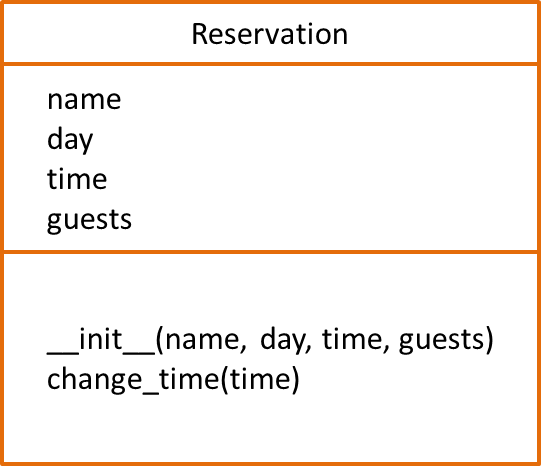 Reservation
name
day
time
guests
__init__(name, day, time, guests)
change_time(time)